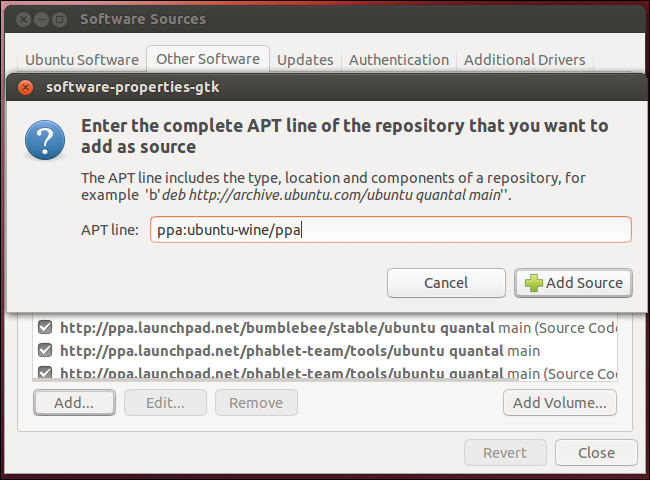 Software Sources
Ubuntu Software Other Software Updates Authentication Additional Drivers
software-properties-gtk
Enter the complete APT line of the repository that you want to
add as source
The APT line includes the type, location and components of a repository, for
example 'b'deb http://archive.ubuntu.com/ubuntu quantal main''.
APT line: ppa:ubuntu-wine/ppa
Cancel Add Source
http://ppa.launchpad.net/bumblebee/stable/ubuntu quantal main (Source Code
http://ppa.launchpad.net/phablet-team/tools/ubuntu quantal main
http://ppa.launchpad.net/phablet-team/tools/ubuntu quantal main (Source Cod
Add... Edit... Remove Add Volume...
Revert Close